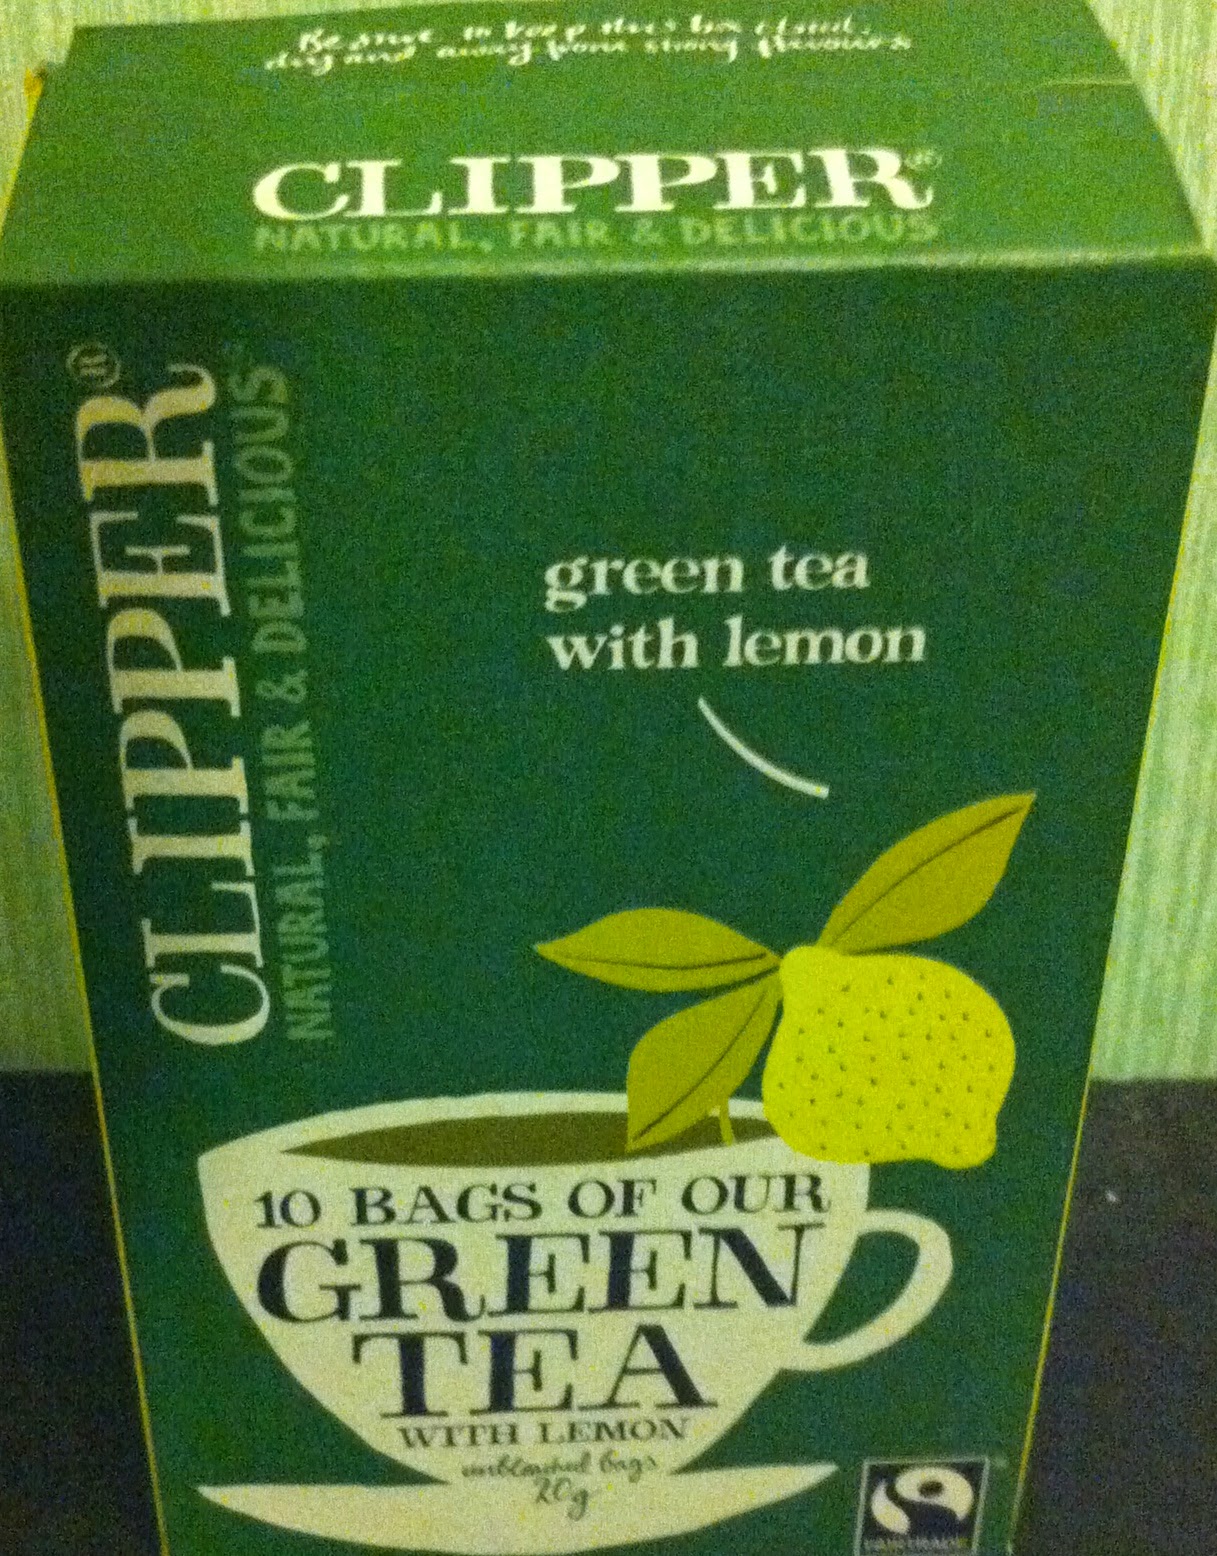 Be sure to keep this box closed,
dry and away from strong flavours
CLIPPER®
NATURAL, FAIR & DELICIOUS
CLIPPER®
NATURAL, FAIR & DELICIOUS
green tea
with lemon
10 BAGS OF OUR
GREEN
TEA
WITH LEMON
unbleached bags
20g
FAIRTRADE